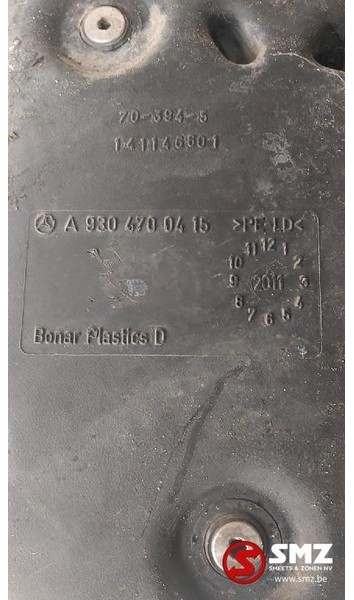 70-394-5
141146601
A 930 470 04 15 >PE-LD<
11 12 1
10 2
9 2011 3
8 4
7 6 5
Bonar Plastics D
SMZ
SMEETS & ZONEN NV
www.smz.be